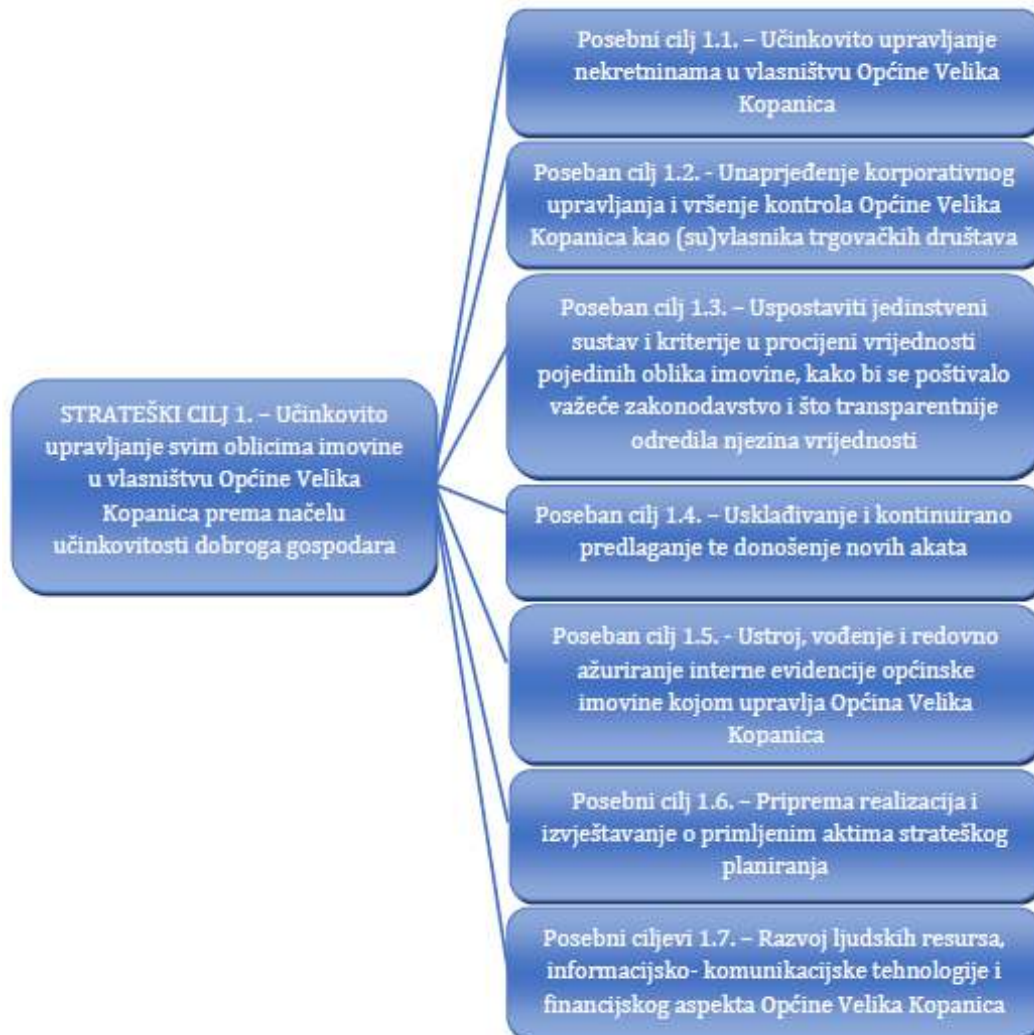 STRATEŠKI CILJ 1. – Učinkovito
upravljanje svim oblicima imovine
u vlasništvu Općine Velika
Kopanica prema načelu
učinkovitosti dobroga gospodara
Posebni cilj 1.1. – Učinkovito upravljanje
nekretninama u vlasništvu Općine Velika
Kopanica
Poseban cilj 1.2. - Unaprjeđenje korporativnog
upravljanja i vršenje kontrola Općine Velika
Kopanica kao (su)vlasnika trgovačkih društava
Poseban cilj 1.3. – Uspostaviti jedinstveni
sustav i kriterije u procijeni vrijednosti
pojedinih oblika imovine, kako bi se poštivalo
važeće zakonodavstvo i što transparentnije
odredila njezina vrijednosti
Poseban cilj 1.4. – Usklađivanje i kontinuirano
predlaganje te donošenje novih akata
Poseban cilj 1.5. - Ustroj, vođenje i redovno
ažuriranje interne evidencije općinske
imovine kojom upravlja Općina Velika
Kopanica
Posebni cilj 1.6. – Priprema realizacija i
izvještavanje o primljenim aktima strateškog
planiranja
Posebni ciljevi 1.7. – Razvoj ljudskih resursa,
informacijsko- komunikacijske tehnologije i
financijskog aspekta Općine Velika Kopanica